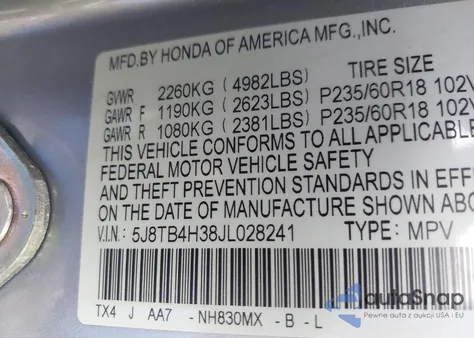 MFD.BY HONDA OF AMERICA MFG.,INC.
TIRE SIZE
GVWR 2260KG (4982LBS)
GAWR F 1190KG (2623LBS) P235/60R18 102V
GAWR R 1080KG (2381LBS) P235/60R18 102V
THIS VEHICLE CONFORMS TO ALL APPLICABLE
FEDERAL MOTOR VEHICLE SAFETY
AND THEFT PREVENTION STANDARDS IN EFFE
ON THE DATE OF MANUFACTURE SHOWN ABO
V.I.N.: 5J8TB4H38JL028241 TYPE: MPV
TX4 J AA7 -NH830MX -B -L
autoSnap
Pewne auta z aukcji USA